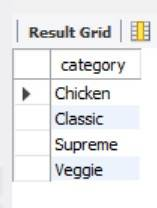 Result Grid
category
Chicken
Classic
Supreme
Veggie